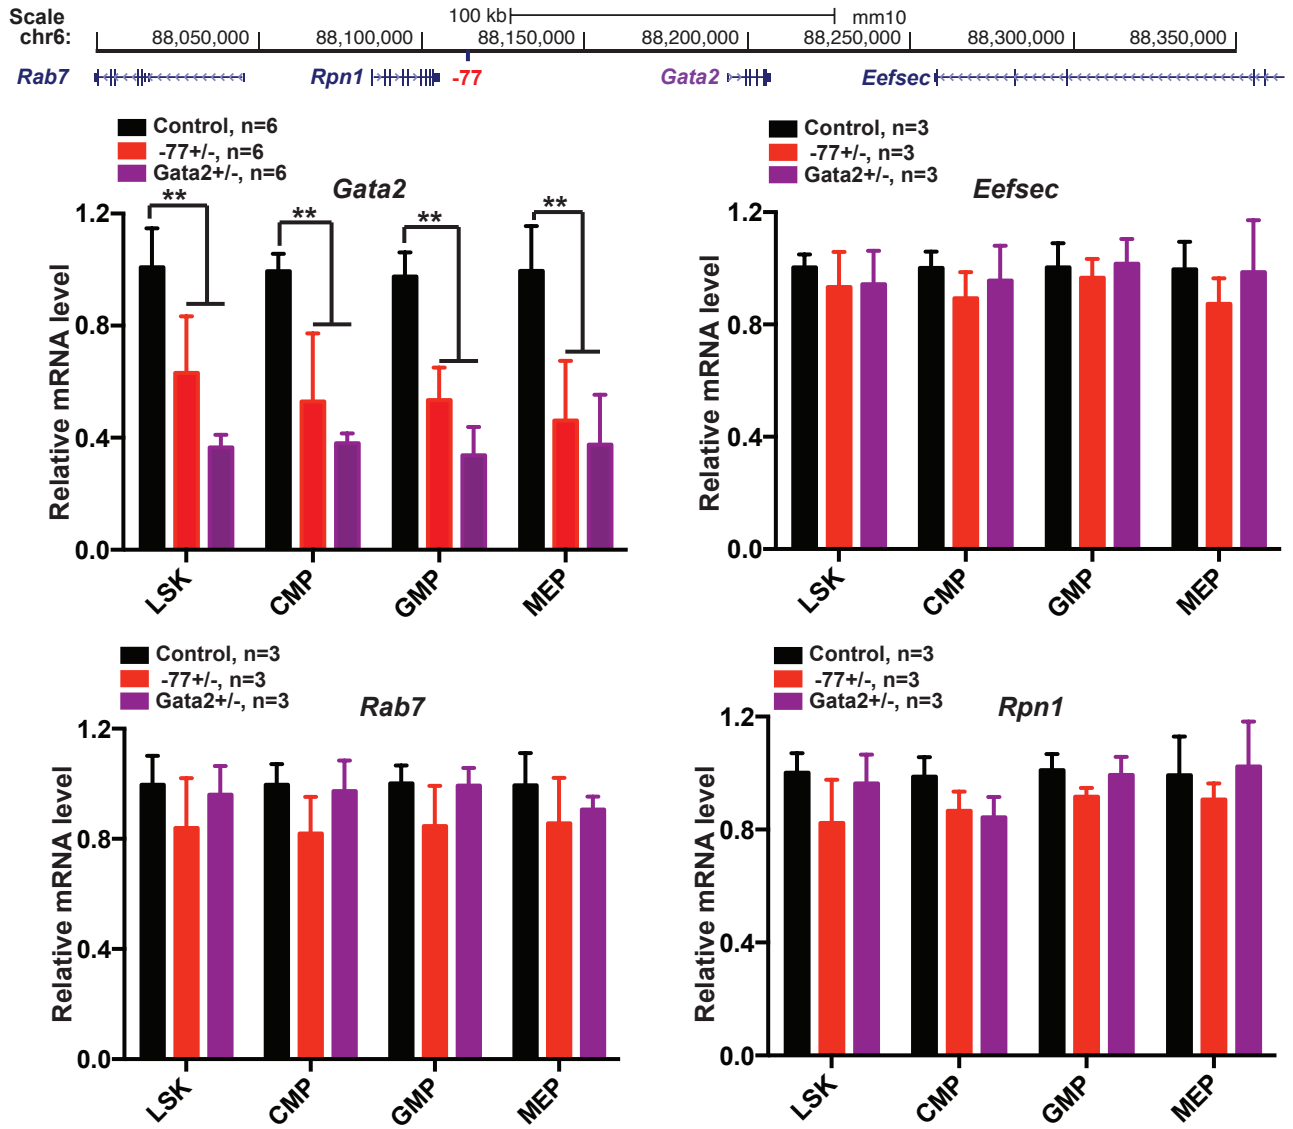 Scale 100 kb mm10
chr6: 88,050,000 88,100,000 88,150,000 88,200,000 88,250,000 88,300,000 88,350,000
Rab7 Rpn1 -77 Gata2 Eefsec
Control, n=6
-77+/-, n=6
Gata2+/-, n=6
Gata2
** ** ** **
Relative mRNA level
1.2
0.8
0.4
0.0
LSK CMP GMP MEP
Control, n=3
-77+/-, n=3
Gata2+/-, n=3
Eefsec
Relative mRNA level
1.2
0.8
0.4
0.0
LSK CMP GMP MEP
Control, n=3
-77+/-, n=3
Gata2+/-, n=3
Rab7
Relative mRNA level
1.2
0.8
0.4
0.0
LSK CMP GMP MEP
Control, n=3
-77+/-, n=3
Gata2+/-, n=3
Rpn1
Relative mRNA level
1.2
0.8
0.4
0.0
LSK CMP GMP MEP